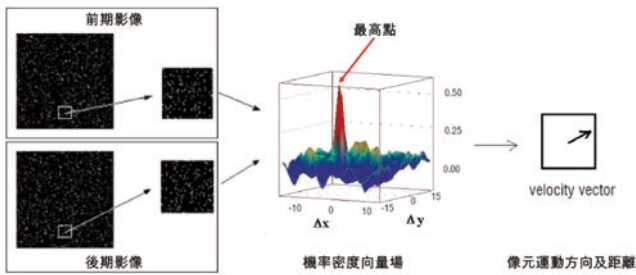 前期影像
後期影像
最高點
0.50
0.25
0.00
-10 0 10
Δx
-15 0 15
Δy
機率密度向量場
velocity vector
像元運動方向及距離